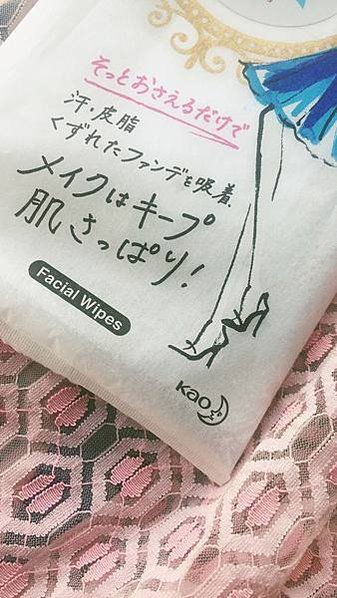 そっとおさえるだけで
汗・皮脂
くずれたファンデを吸着
メイクはキープ
肌さっぱり!
Facial Wipes
Kao